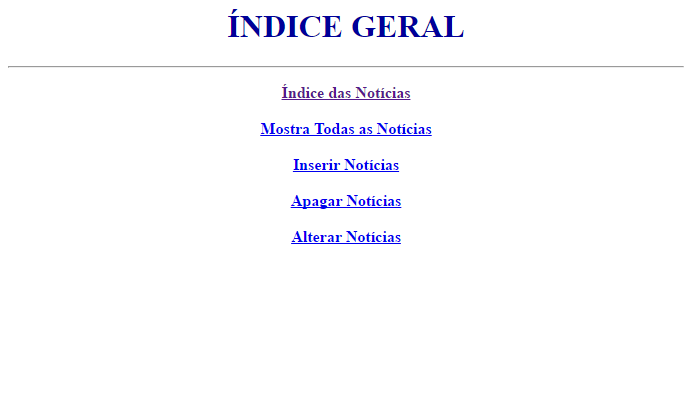 ÍNDICE GERAL
Índice das Notícias
Mostra Todas as Notícias
Inserir Notícias
Apagar Notícias
Alterar Notícias